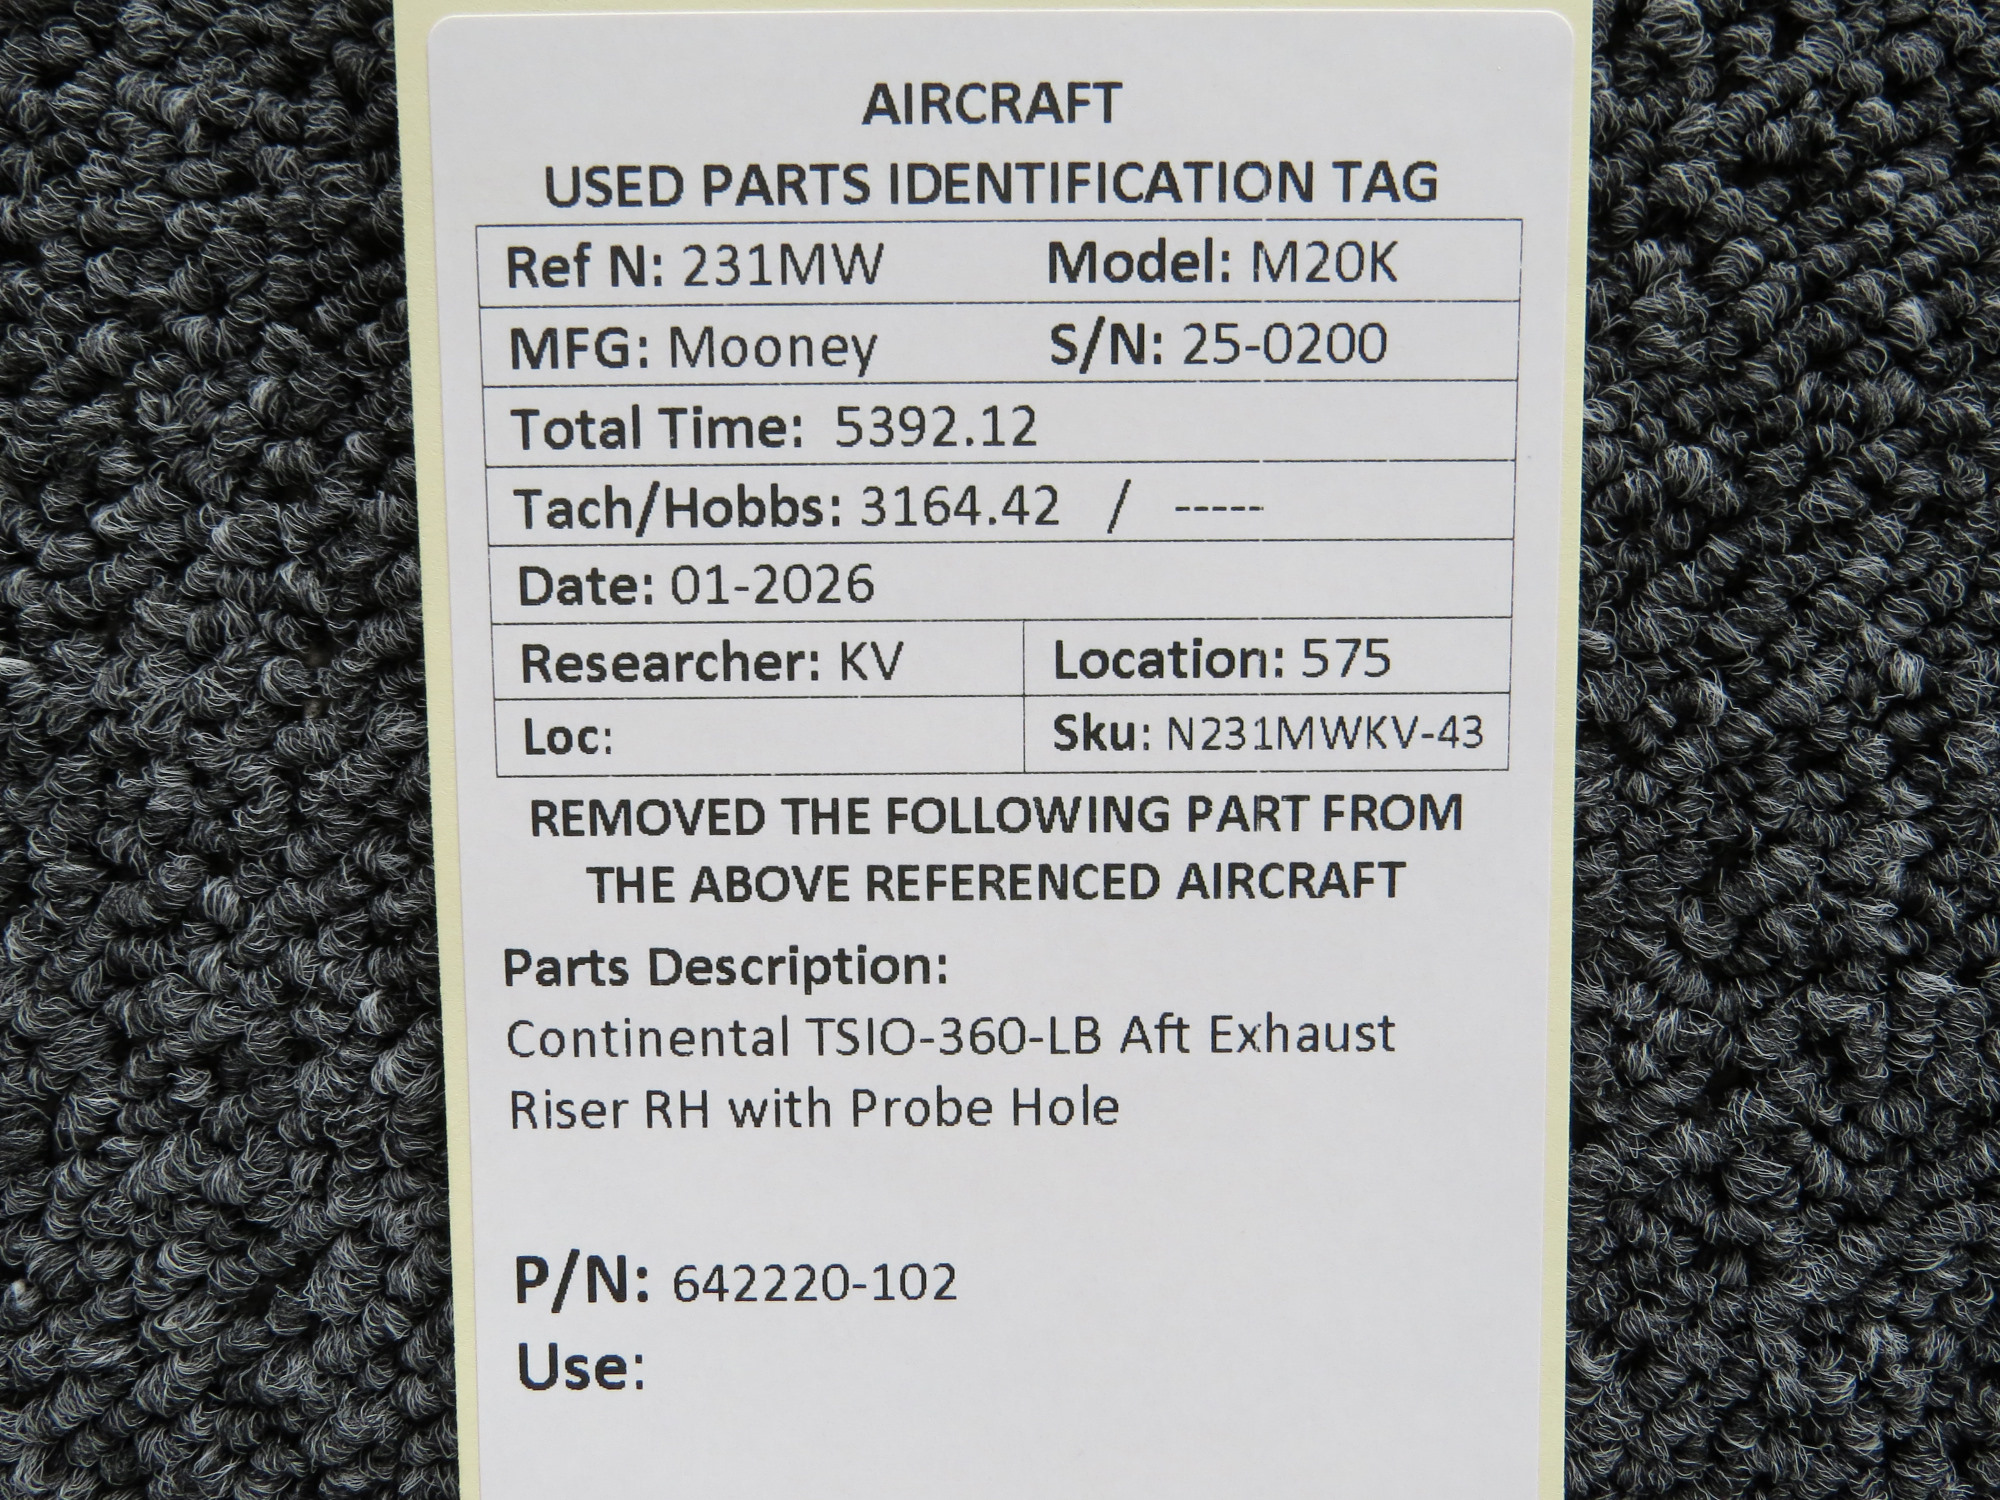 AIRCRAFT
USED PARTS IDENTIFICATION TAG
Ref N: 231MW Model: M20K
MFG: Mooney S/N: 25-0200
Total Time: 5392.12
Tach/Hobbs: 3164.42 / -----
Date: 01-2026
Researcher: KV Location: 575
Loc: Sku: N231MWKV-43
REMOVED THE FOLLOWING PART FROM
THE ABOVE REFERENCED AIRCRAFT
Parts Description:
Continental TSIO-360-LB Aft Exhaust
Riser RH with Probe Hole
P/N: 642220-102
Use: